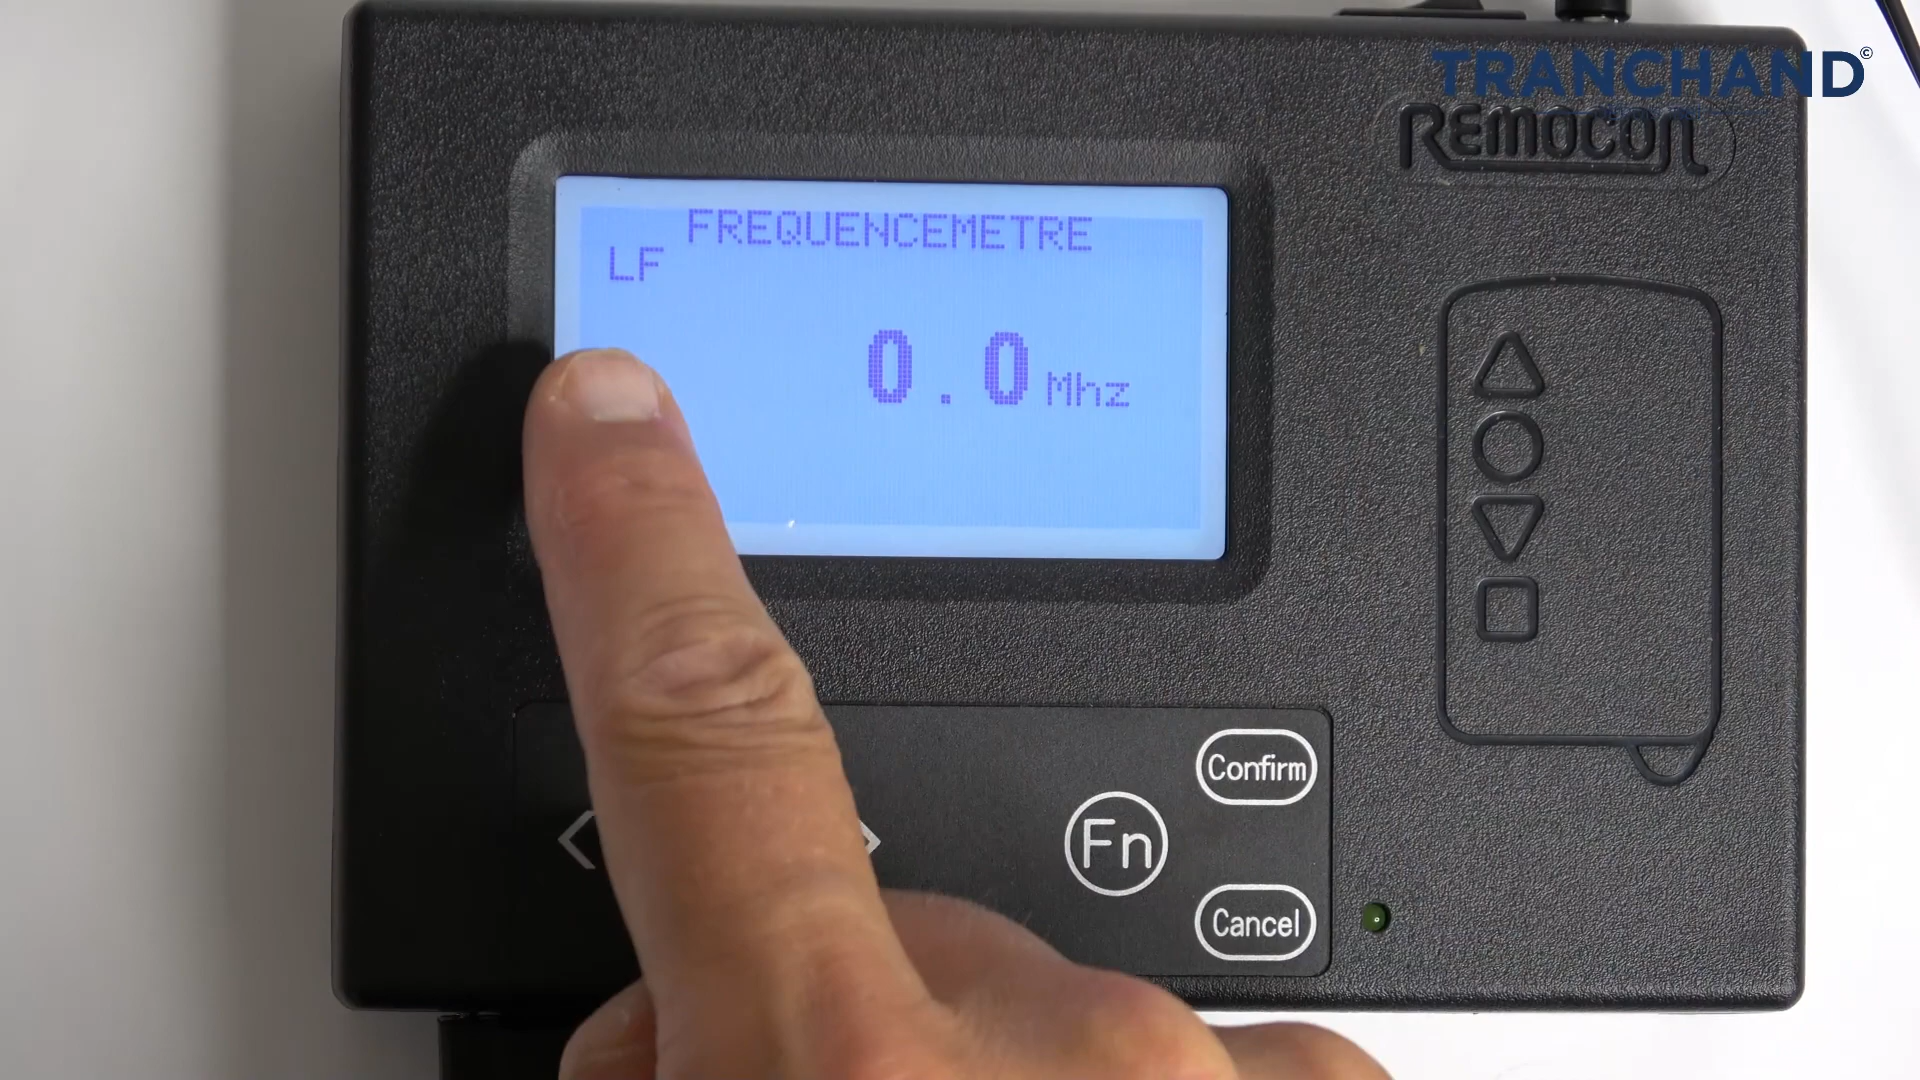 TRANCHAND©
REMOCON
FREQUENCEMETRE
LF
0.0 Mhz
Confirm
Fn
Cancel